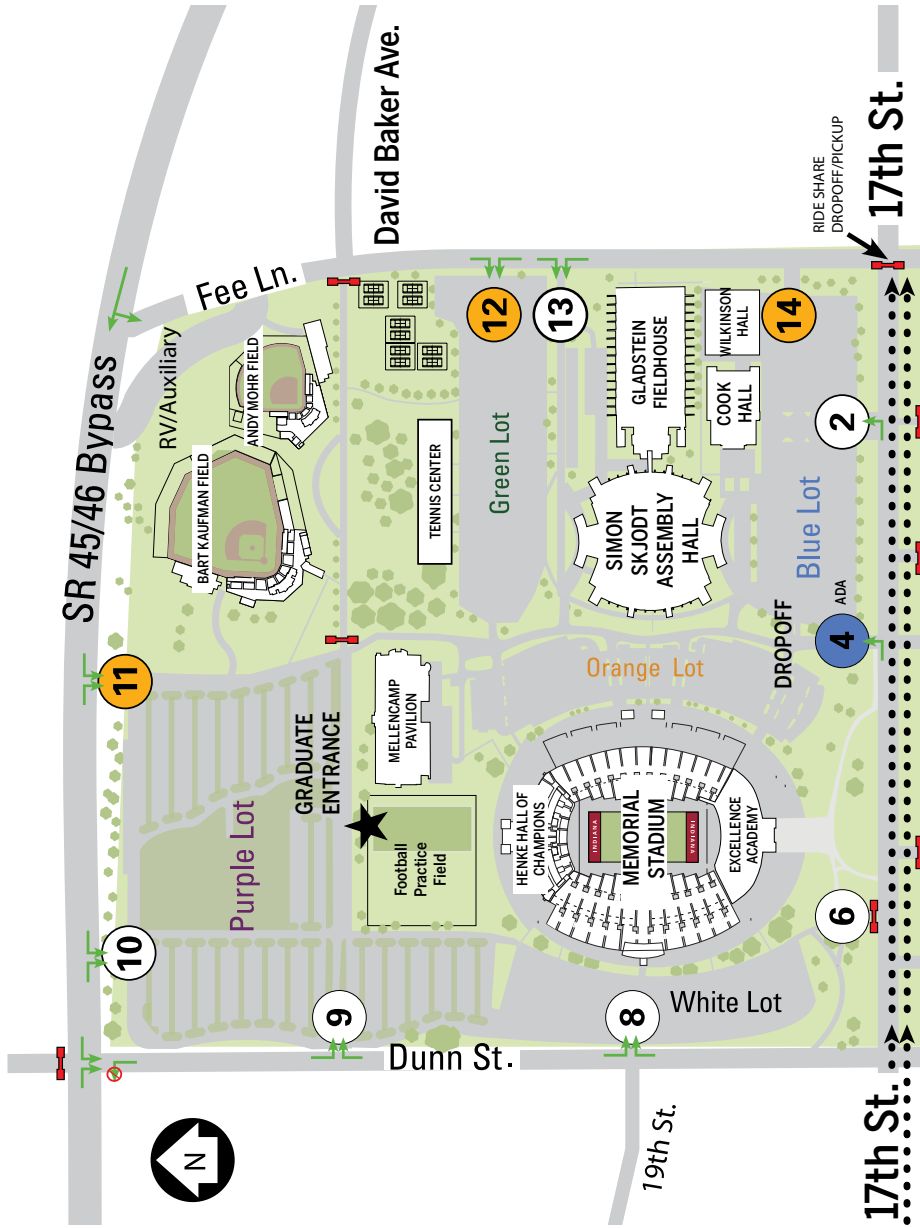 SR 45/46 Bypass
N
Dunn St.
19th St.
17th St.
10
11
9
8
6
4
2
12
13
14
Purple Lot
GRADUATE
ENTRANCE
Football
Practice
Field
MELLENCAMP
PAVILION
BART KAUFMAN FIELD
ANDY MOHR FIELD
RV/Auxiliary
Fee Ln.
David Baker Ave.
TENNIS CENTER
Green Lot
HENKE HALL OF
CHAMPIONS
INDIANA
MEMORIAL
STADIUM
INDIANA
EXCELLENCE
ACADEMY
White Lot
Orange Lot
DROPOFF
SIMON
SKJODT
ASSEMBLY
HALL
GLADSTEIN
FIELDHOUSE
COOK
HALL
WILKINSON
HALL
Blue Lot
ADA
RIDE SHARE
DROPOFF/PICKUP
17th St.